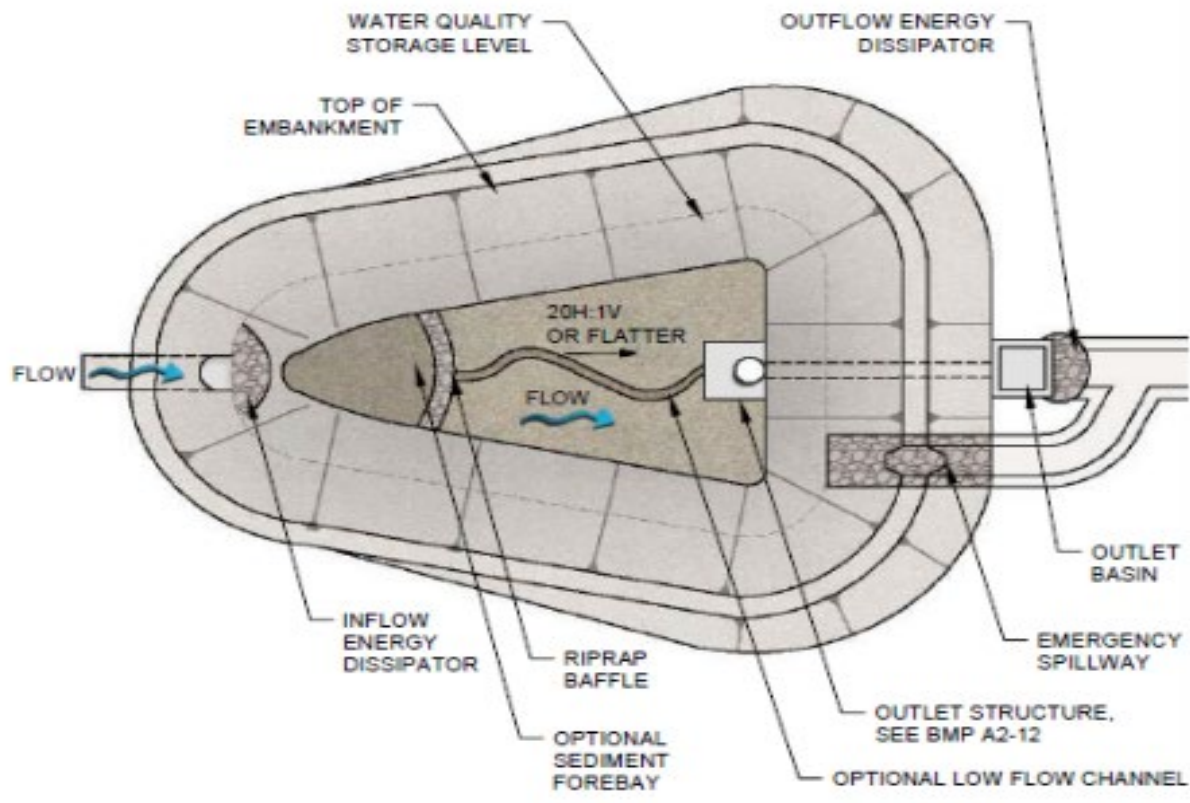 WATER QUALITY
STORAGE LEVEL
OUTFLOW ENERGY
DISSIPATOR
TOP OF
EMBANKMENT
20H:1V
OR FLATTER
FLOW
FLOW
OUTLET
BASIN
INFLOW
ENERGY
DISSIPATOR
RIPRAP
BAFFLE
EMERGENCY
SPILLWAY
OUTLET STRUCTURE,
SEE BMP A2-12
OPTIONAL
SEDIMENT
FOREBAY
OPTIONAL LOW FLOW CHANNEL